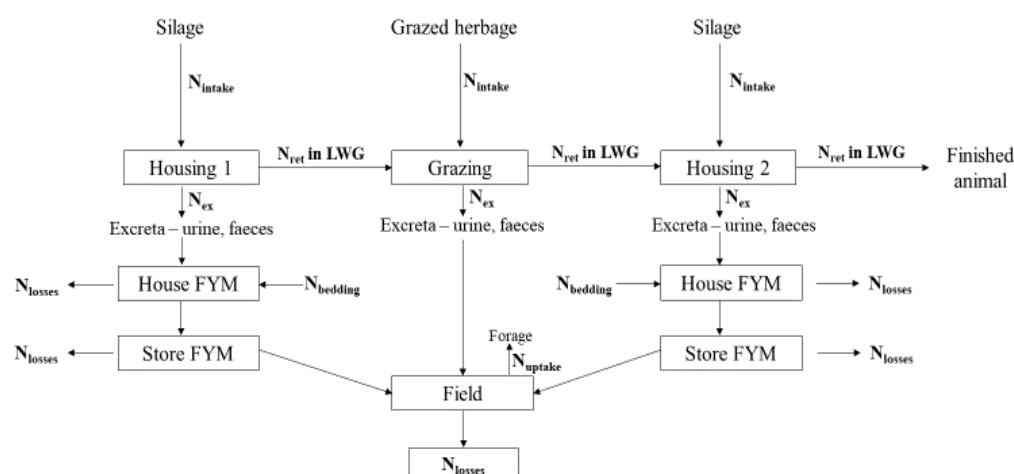 Silage Grazed herbage Silage
N_intake N_intake N_intake
N_ret in LWG N_ret in LWG N_ret in LWG
Housing 1 Grazing Housing 2 Finished
animal
N_ex N_ex N_ex
Excreta – urine, faeces Excreta – urine, faeces Excreta – urine, faeces
N_losses House FYM N_bedding N_bedding House FYM N_losses
Forage
N_losses Store FYM N_uptake Store FYM N_losses
Field
N_losses